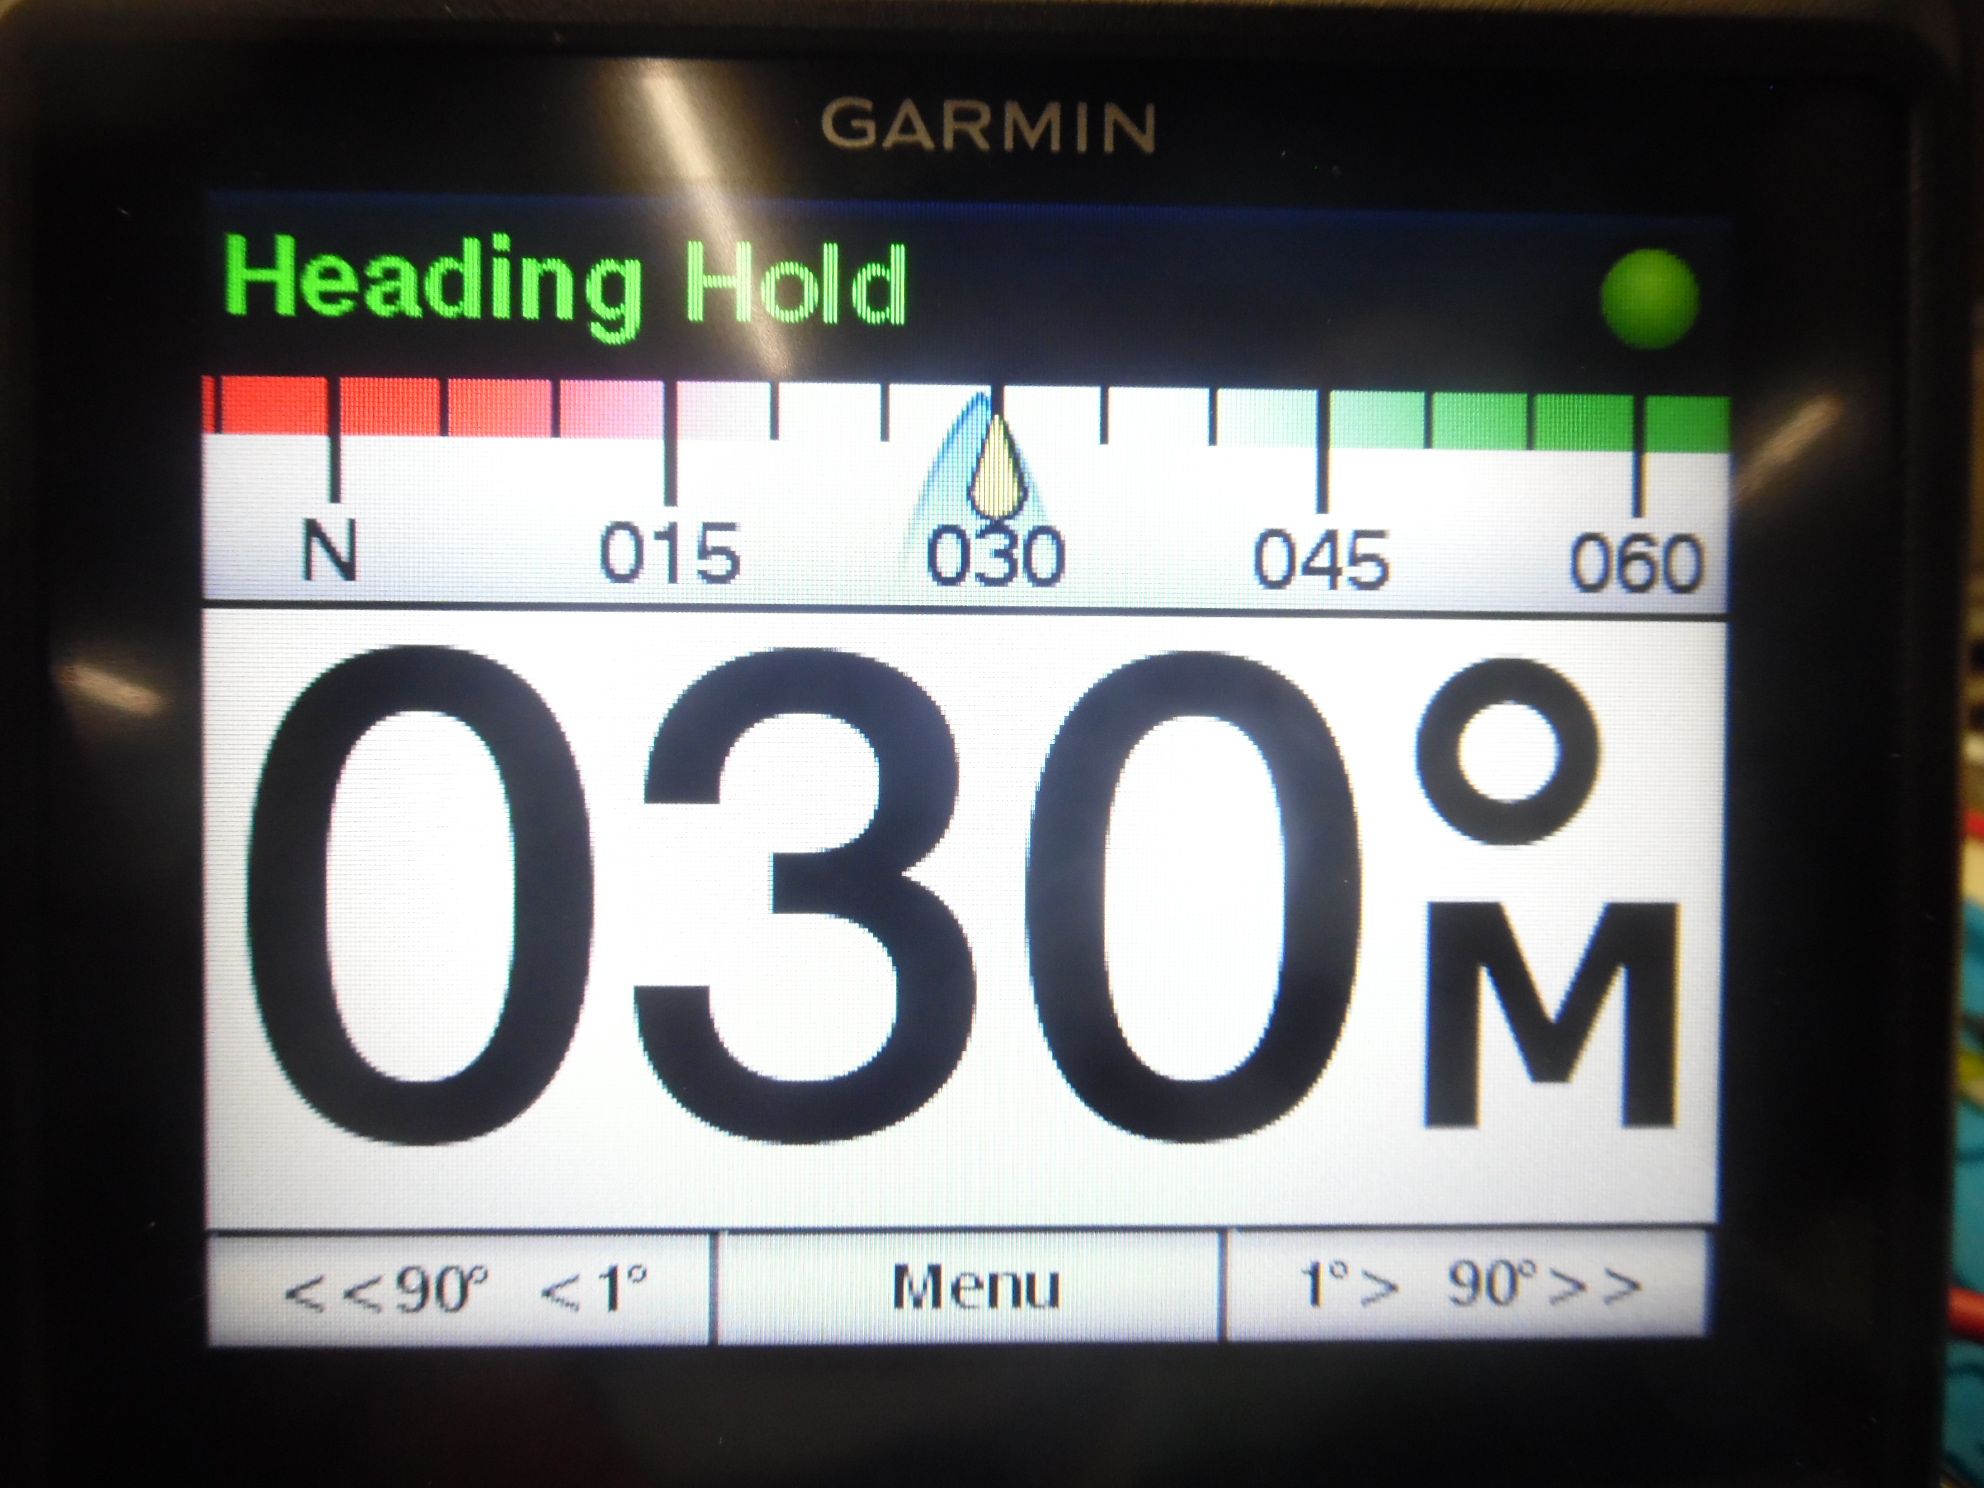 GARMIN
Heading Hold
N 015 030 045 060
030° M
<<90° <1° Menu 1°> 90°>>